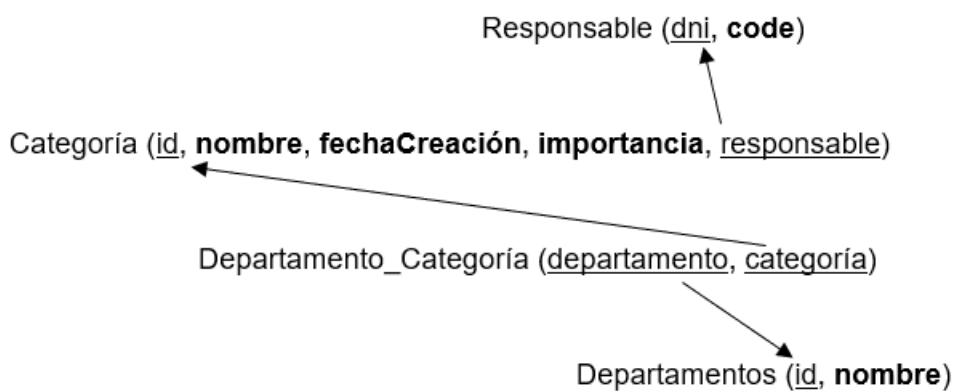 Responsable (dni, code)
Categoría (id, nombre, fechaCreación, importancia, responsable)
Departamento_Categoría (departamento, categoría)
Departamentos (id, nombre)